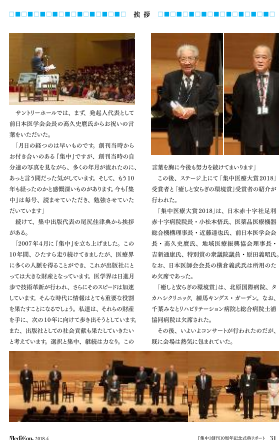 挨拶
サントリーホールでは、まず、発起人代表として
前日本医学会会長の高久史麿氏からお祝いの言
葉をいただいた。
「月日の経つのは早いものです。創刊当時から
お付き合いのある『集中』ですが、創刊当時の自
分達の写真を見ながら、多くの年月が流れたのに、
あっと言う間だった気がしています。そして、もう10
年も経ったのかと感慨深いものがあります。今も『集
中』は毎号、読ませていただき、勉強させていた
だいています」
続けて、集中出版代表の尾尻佳津典から挨拶
がある。
「2007年4月に『集中』を立ち上げました。この
10年間、ひたすら走り続けてきましたが、医療界
に多くの人脈を得ることができ、これが出版社にと
っては大きな財産となっています。医学界は日進月
歩で技術革新が行われ、さらにそのスピードは加速
しています。そんな時代に情報はとても重要な役割
を果たすことになるでしょう。私達は、それらの財産
を手に、次の10年に向けて歩き出そうとしています。
また、出版社としての社会貢献も果たしていきたい
と考えています。選択と集中、継続は力なり。この
言葉を胸に今後も努力を続けてまいります」
この後、ステージ上にて「集中医療大賞2018」
受賞者と「癒しと安らぎの環境賞」受賞者の紹介が
行われた。
「集中医療大賞2018」は、日本赤十字社足利
赤十字病院院長・小松本悟氏、医薬品医療機器
総合機構理事長・近藤達也氏、前日本医学会会
長・高久史麿氏、地域医療振興協会理事長・
吉新通康氏、特別賞の衆議院議員・原田義昭氏。
なお、日本医師会会長の横倉義武氏は所用のた
め欠席であった。
「癒しと安らぎの環境賞」は、北原国際病院、タ
カハシクリニック、練馬キングス・ガーデン。なお、
千葉みなとリハビリテーション病院と総合病院土浦
協同病院は欠席された。
その後、いよいよコンサートが行われたのだが、
既に会場は熱気に包まれていた。
2018.4
『集中』創刊10周年記念式典リポート
31